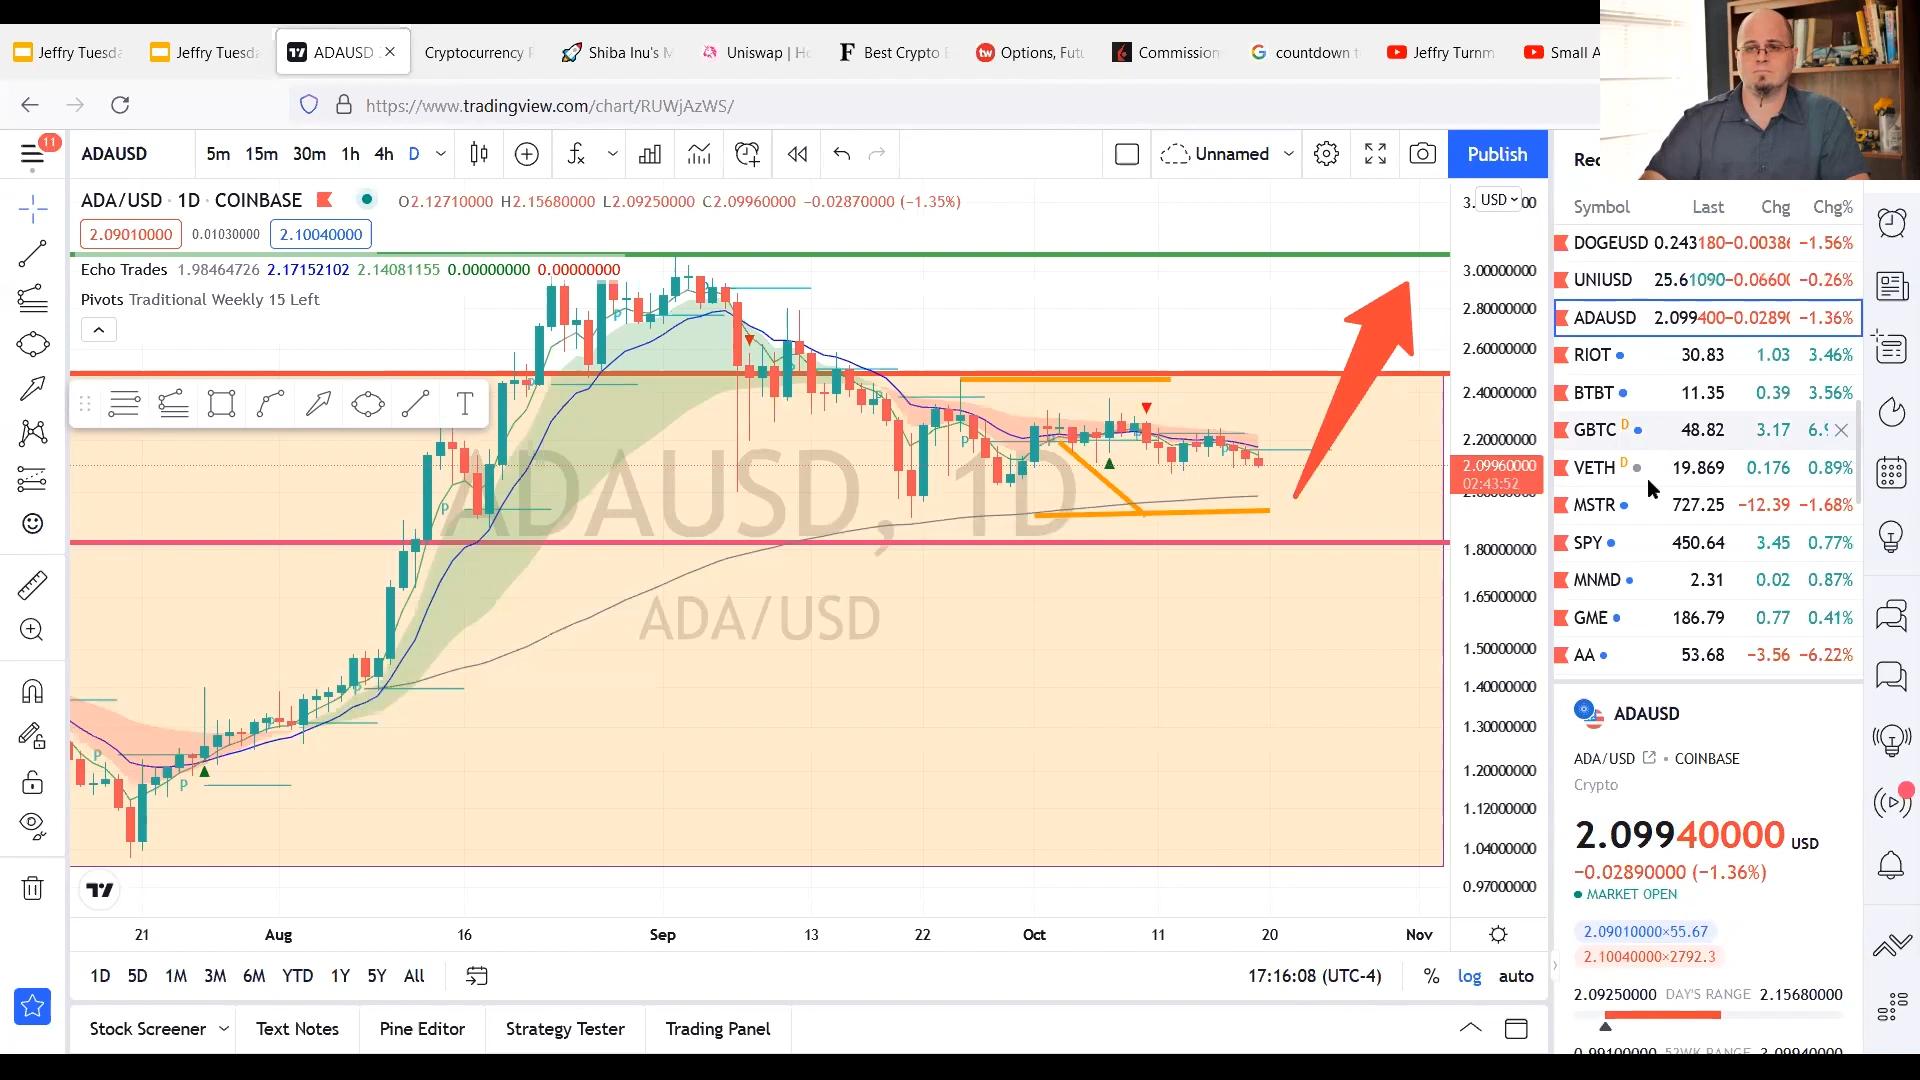 Jeffry Tuesda
Jeffry Tuesda
ADAUSD
Cryptocurrency
Shiba Inu's
Uniswap | Ho
Best Crypto
Options, Futu
Commission
countdown t
Jeffry Turnm
Small A
https://www.tradingview.com/chart/RUWjAzWS/
11
ADAUSD
5m 15m 30m 1h 4h D
Unnamed
Publish
Rec
ADA/USD · 1D · COINBASE O2.12710000 H2.15680000 L2.09250000 C2.09960000 −0.02870000 (−1.35%)
2.09010000 0.01030000 2.10040000
Echo Trades 1.98464726 2.17152102 2.14081155 0.00000000 0.00000000
Pivots Traditional Weekly 15 Left
ADAUSD, 1D
ADA/USD
USD
3.00000000
2.80000000
2.60000000
2.40000000
2.20000000
2.09960000
02:43:52
1.80000000
1.65000000
1.50000000
1.40000000
1.30000000
1.20000000
1.12000000
1.04000000
0.97000000
21 Aug 16 Sep 13 22 Oct 11 20 Nov
1D 5D 1M 3M 6M YTD 1Y 5Y All
17:16:08 (UTC-4) % log auto
Stock Screener Text Notes Pine Editor Strategy Tester Trading Panel
Symbol Last Chg Chg%
DOGEUSD 0.243180 −0.0038 −1.56%
UNIUSD 25.61090 −0.0660 −0.26%
ADAUSD 2.099400 −0.0289 −1.36%
RIOT 30.83 1.03 3.46%
BTBT 11.35 0.39 3.56%
GBTC D 48.82 3.17 6.
VETH D 19.869 0.176 0.89%
MSTR 727.25 −12.39 −1.68%
SPY 450.64 3.45 0.77%
MNMD 2.31 0.02 0.87%
GME 186.79 0.77 0.41%
AA 53.68 −3.56 −6.22%
ADAUSD
ADA/USD • COINBASE
Crypto
2.09940000 USD
−0.02890000 (−1.36%)
MARKET OPEN
2.09010000×55.67
2.10040000×2792.3
2.09250000 DAY'S RANGE 2.15680000